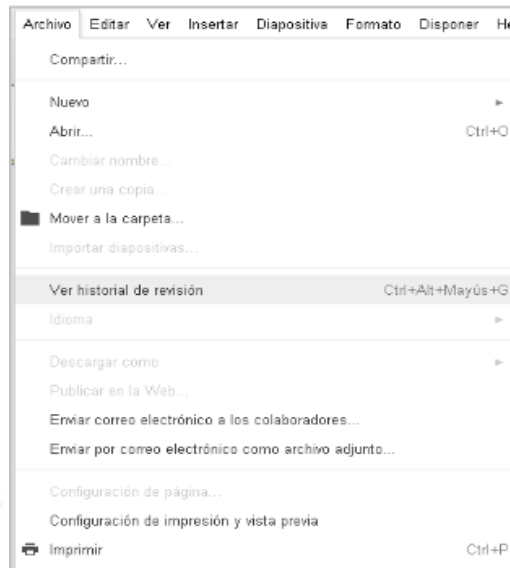 Archivo Editar Ver Insertar Diapositiva Formato Disponer
Compartir...
Nuevo
Abrir... Ctrl+O
Cambiar nombre...
Crear una copia...
Mover a la carpeta...
Importar diapositivas...
Ver historial de revisión Ctrl+Alt+Mayús+G
Idioma
Descargar como
Publicar en la Web...
Enviar correo electrónico a los colaboradores...
Enviar por correo electrónico como archivo adjunto...
Configuración de página...
Configuración de impresión y vista previa
Imprimir Ctrl+P